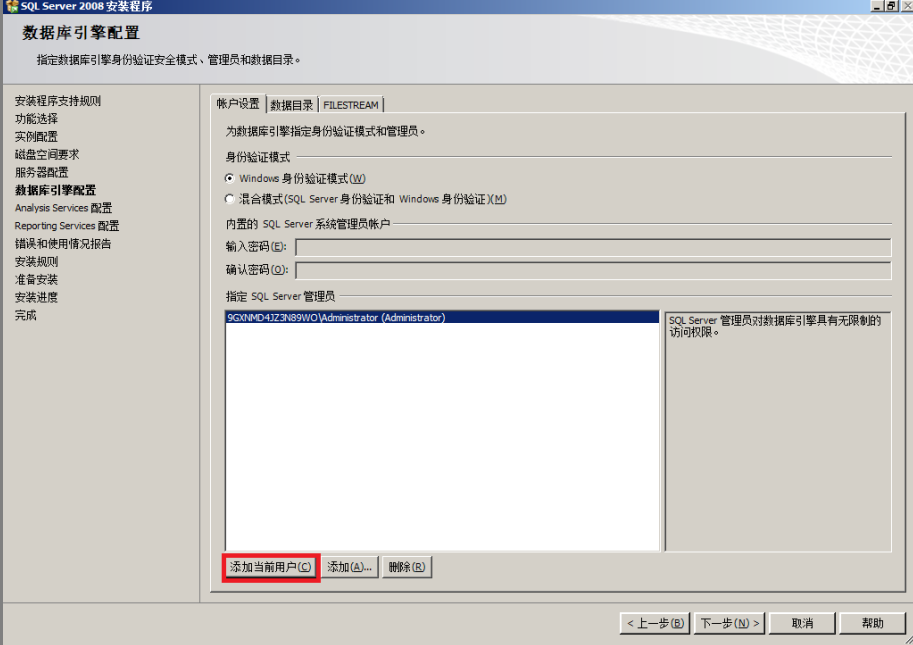 SQL Server 2008 安装程序
数据库引擎配置
指定数据库引擎身份验证安全模式、管理员和数据目录。
安装程序支持规则
功能选择
实例配置
磁盘空间要求
服务器配置
数据库引擎配置
Analysis Services 配置
Reporting Services 配置
错误和使用情况报告
安装规则
准备安装
安装进度
完成
帐户设置 数据目录 FILESTREAM
为数据库引擎指定身份验证模式和管理员。
身份验证模式
Windows 身份验证模式(W)
混合模式(SQL Server 身份验证和 Windows 身份验证)(M)
内置的 SQL Server 系统管理员帐户
输入密码(E):
确认密码(O):
指定 SQL Server 管理员
9GXNMD4JZ3N89WO\Administrator (Administrator)
SQL Server 管理员对数据库引擎具有无限制的
访问权限。
添加当前用户(C) 添加(A)... 删除(R)
< 上一步(B) 下一步(N) > 取消 帮助